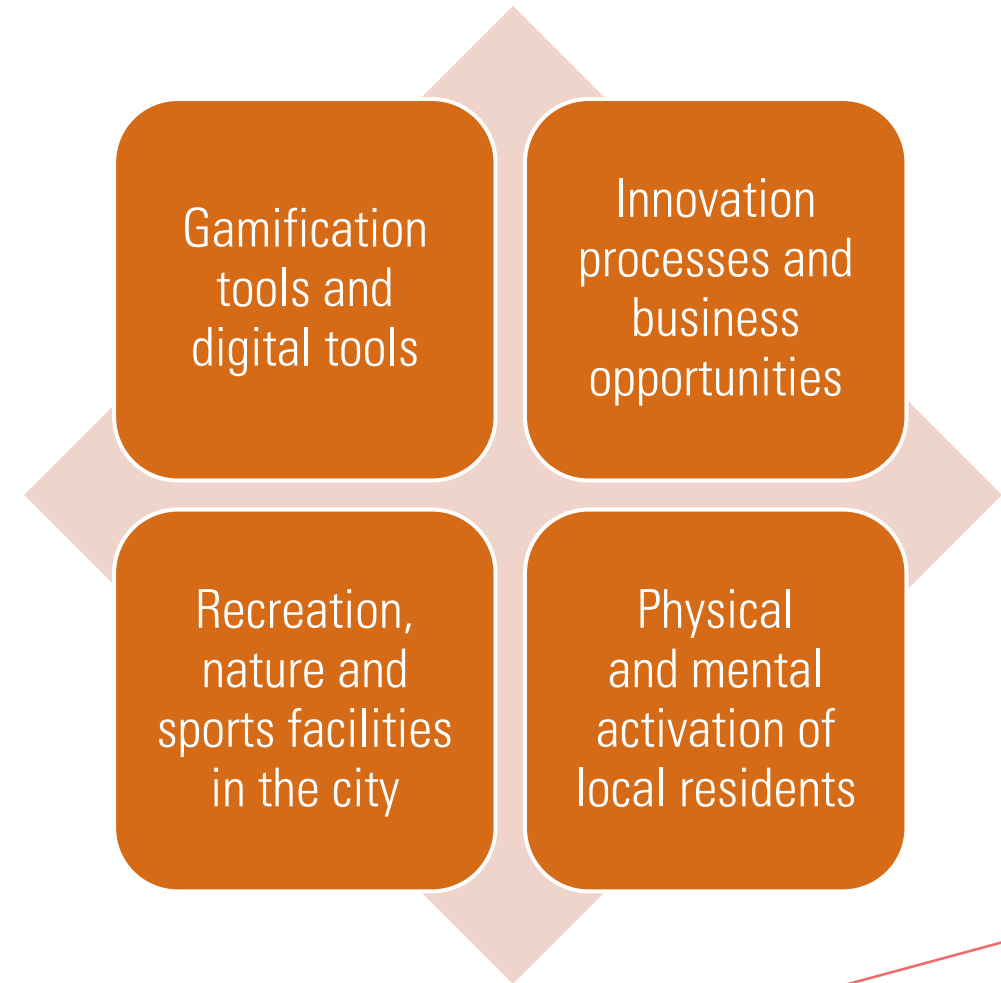 Gamification
tools and
digital tools
Innovation
processes and
business
opportunities
Recreation,
nature and
sports facilities
in the city
Physical
and mental
activation of
local residents